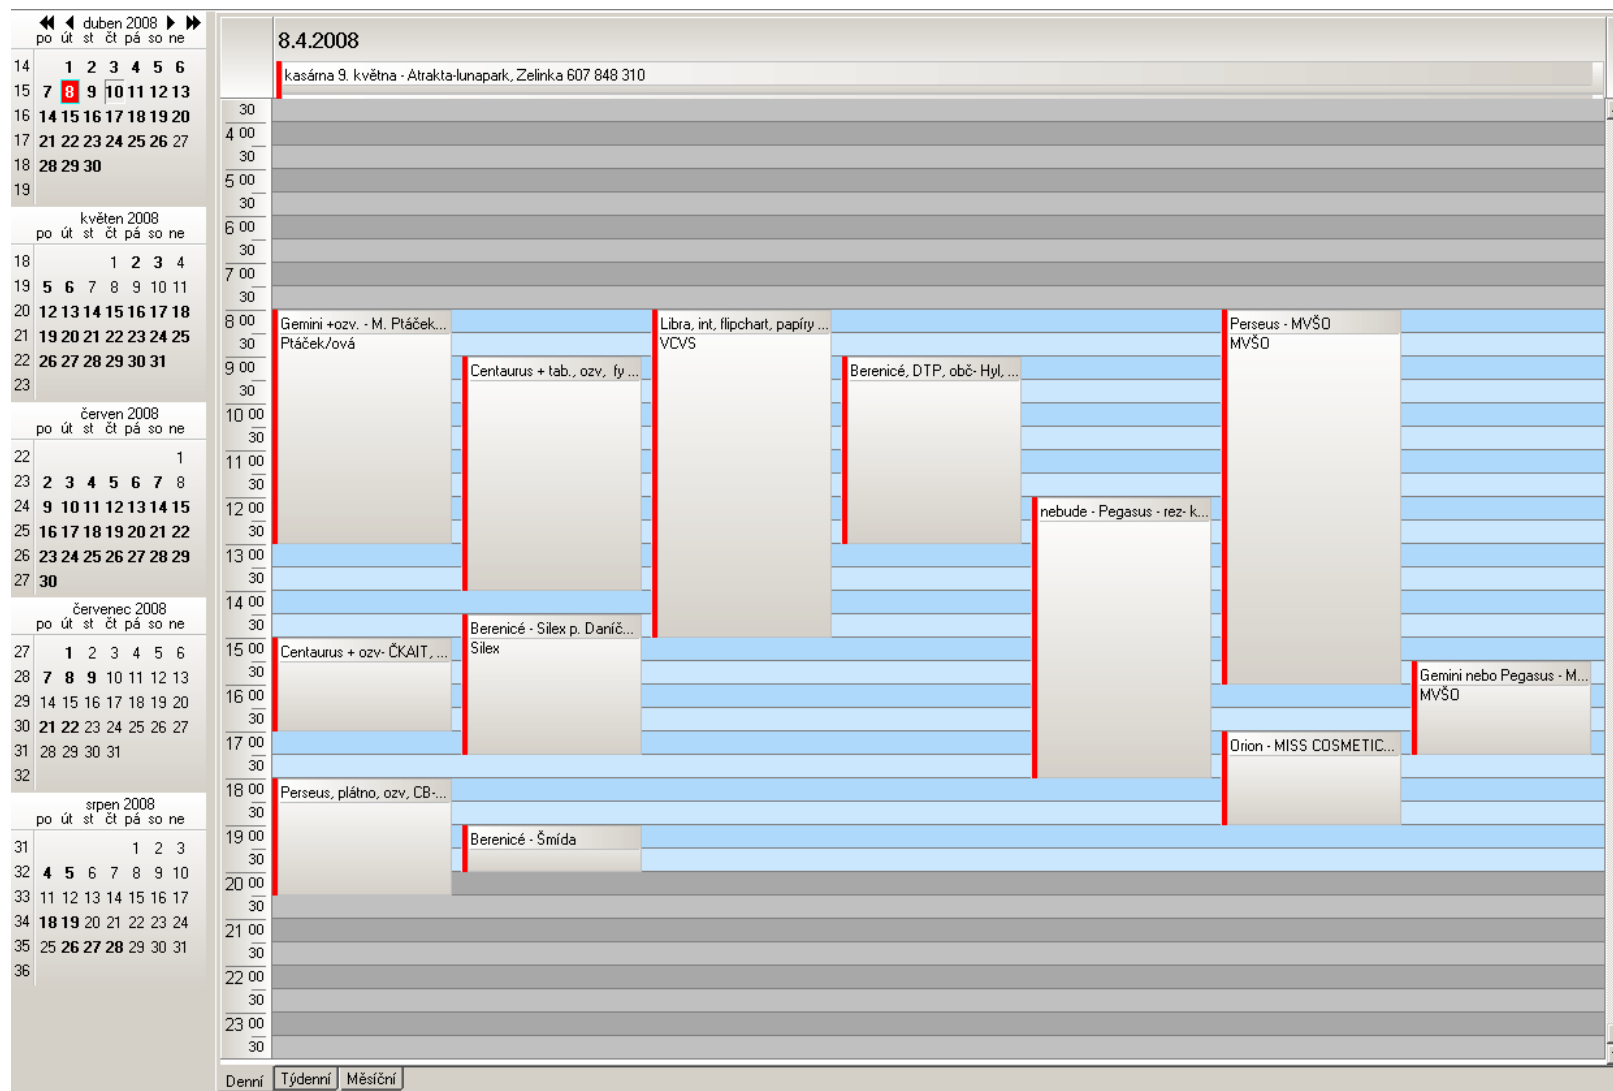 duben 2008
po út st čt pá so ne
14 1 2 3 4 5 6
15 7 8 9 10 11 12 13
16 14 15 16 17 18 19 20
17 21 22 23 24 25 26 27
18 28 29 30
19
květen 2008
po út st čt pá so ne
18 1 2 3 4
19 5 6 7 8 9 10 11
20 12 13 14 15 16 17 18
21 19 20 21 22 23 24 25
22 26 27 28 29 30 31
23
červen 2008
po út st čt pá so ne
22 1
23 2 3 4 5 6 7 8
24 9 10 11 12 13 14 15
25 16 17 18 19 20 21 22
26 23 24 25 26 27 28 29
27 30
červenec 2008
po út st čt pá so ne
27 1 2 3 4 5 6
28 7 8 9 10 11 12 13
29 14 15 16 17 18 19 20
30 21 22 23 24 25 26 27
31 28 29 30 31
32
srpen 2008
po út st čt pá so ne
31 1 2 3
32 4 5 6 7 8 9 10
33 11 12 13 14 15 16 17
34 18 19 20 21 22 23 24
35 25 26 27 28 29 30 31
36
8.4.2008
kasárna 9. května - Atrakta-lunapark, Zelinka 607 848 310
30
4 00
30
5 00
30
6 00
30
7 00
30
8 00
30
9 00
30
10 00
30
11 00
30
12 00
30
13 00
30
14 00
30
15 00
30
16 00
30
17 00
30
18 00
30
19 00
30
20 00
30
21 00
30
22 00
30
23 00
30
Gemini +ozv. - M. Ptáček...
Ptáček/ová
Libra, int, flipchart, papíry ...
VCVS
Perseus - MVŠO
MVŠO
Centaurus + tab., ozv, fy ...
Berenicé, DTP, obč- Hyl, ...
nebude - Pegasus - rez- k...
Berenicé - Silex p. Daníč...
Silex
Centaurus + ozv- ČKAIT, ...
Gemini nebo Pegasus - M...
MVŠO
Orion - MISS COSMETIC...
Perseus, plátno, ozv, CB-...
Berenicé - Šmída
Denní Týdenní Měsíční